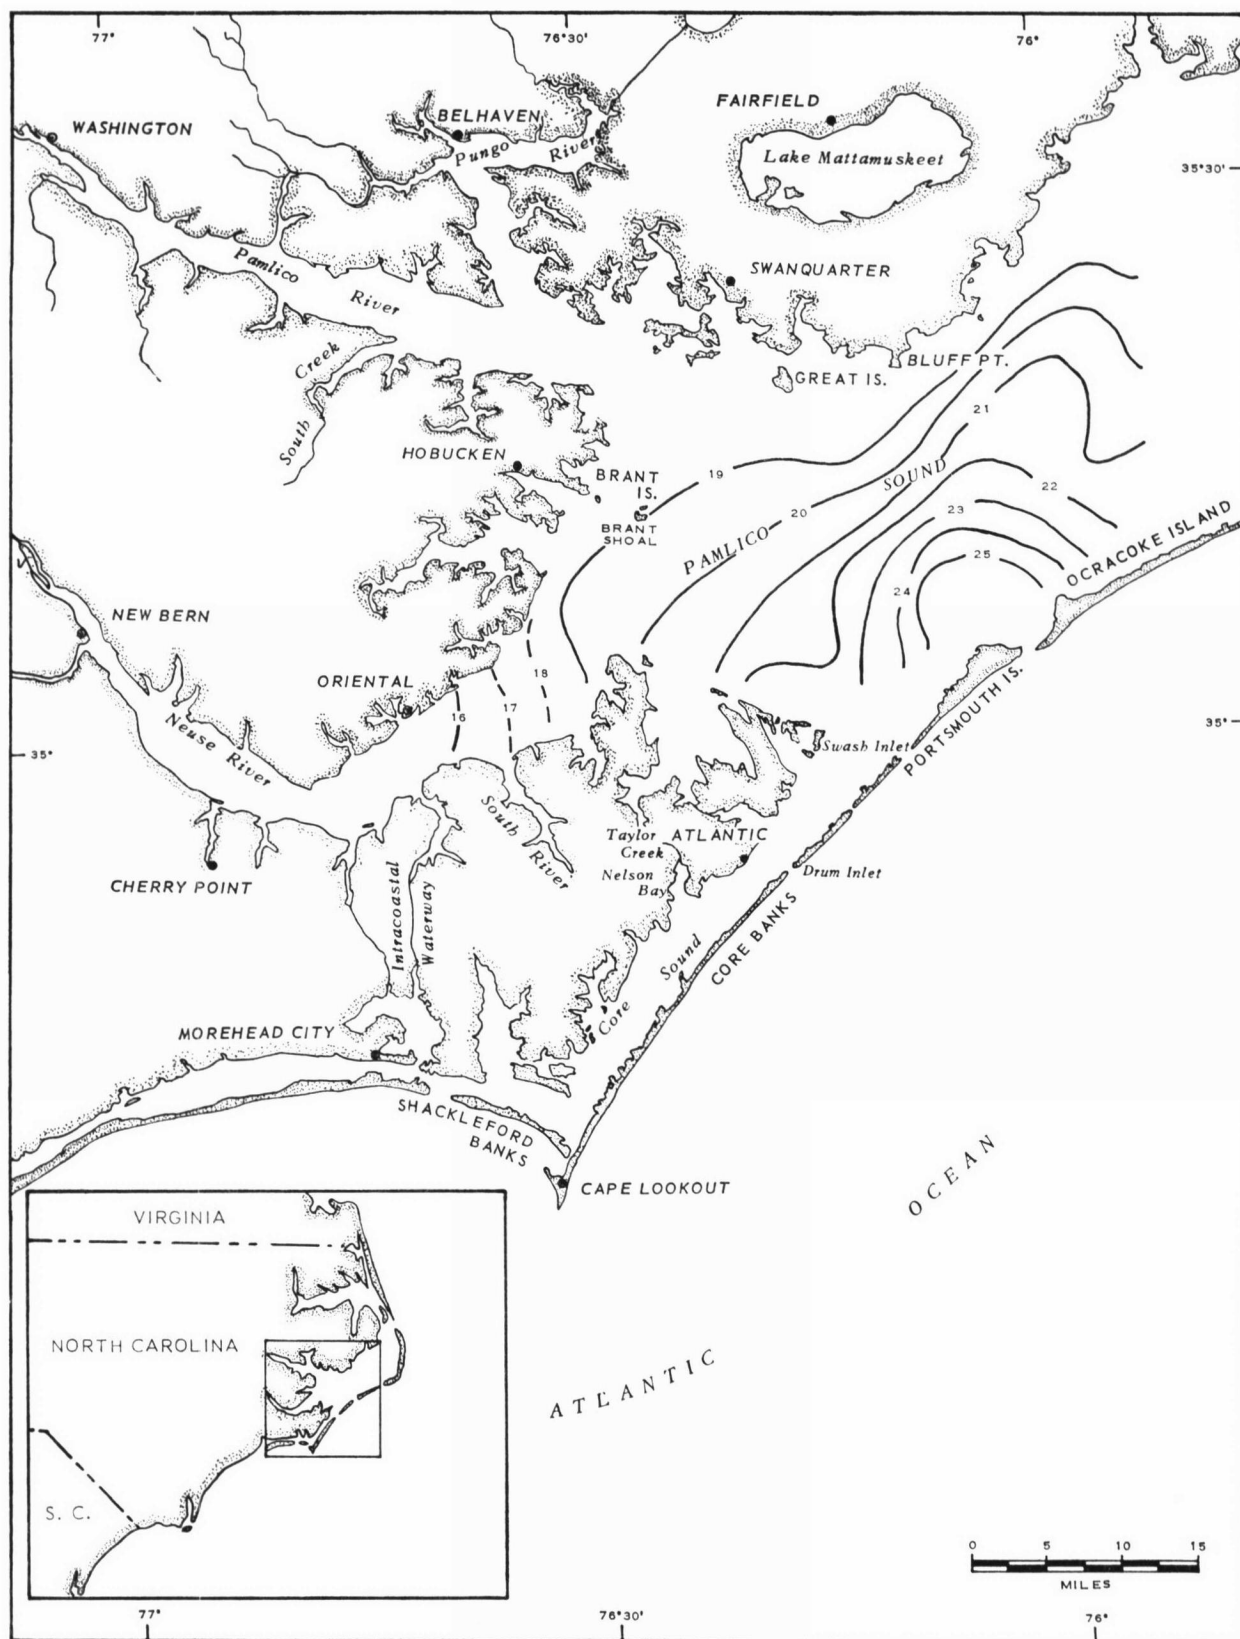 77°
76°30'
76°
WASHINGTON
BELHAVEN
Pungo River
FAIRFIELD
Lake Mattamuskeet
35°30'
Pamlico River
SWANQUARTER
South Creek
BLUFF PT.
GREAT IS.
21
HOBUCKEN
BRANT
IS.
19
SOUND
22
BRANT
SHOAL
20
23
PAMLICO
25
OCRACOKE ISLAND
24
NEW BERN
ORIENTAL
18
17
16
Neuse River
35°
35°
Swash Inlet
PORTSMOUTH IS.
South River
Taylor
Creek
ATLANTIC
Nelson
Bay
Drum Inlet
CHERRY POINT
Intracoastal
Waterway
Core Sound
CORE BANKS
MOREHEAD CITY
SHACKLEFORD
BANKS
CAPE LOOKOUT
ATLANTIC OCEAN
VIRGINIA
NORTH CAROLINA
S. C.
0 5 10 15
MILES
77°
76°30'
76°